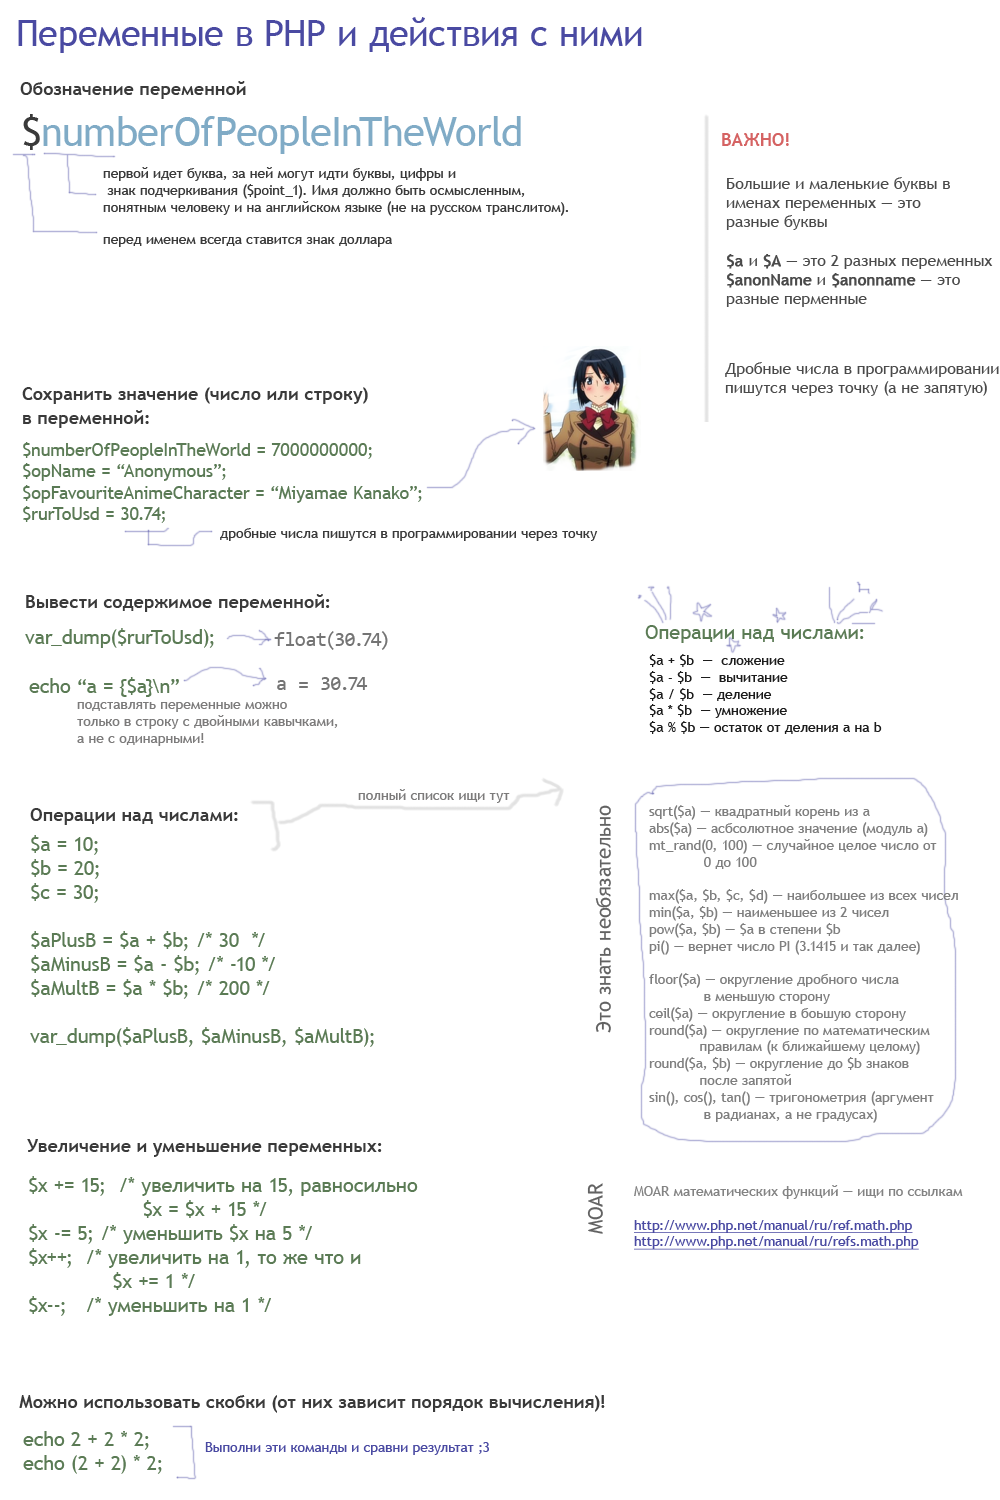 Переменные в PHP и действия с ними
Обозначение переменной
$numberOfPeopleInTheWorld
первой идет буква, за ней могут идти буквы, цифры и
знак подчеркивания ($point_1). Имя должно быть осмысленным,
понятным человеку и на английском языке (не на русском транслитом).
перед именем всегда ставится знак доллара
ВАЖНО!
Большие и маленькие буквы в
именах переменных — это
разные буквы
$a и $A — это 2 разных переменных
$anonName и $anonname — это
разные перменные
Дробные числа в программировании
пишутся через точку (а не запятую)
Сохранить значение (число или строку)
в переменной:
$numberOfPeopleInTheWorld = 7000000000;
$opName = “Anonymous”;
$opFavouriteAnimeCharacter = “Miyamae Kanako”;
$rurToUsd = 30.74;
дробные числа пишутся в программировании через точку
Вывести содержимое переменной:
var_dump($rurToUsd);
float(30.74)
echo “a = {$a}\n”
a = 30.74
подставлять переменные можно
только в строку с двойными кавычками,
а не с одинарными!
Операции над числами:
$a + $b — сложение
$a - $b — вычитание
$a / $b — деление
$a * $b — умножение
$a % $b — остаток от деления a на b
Операции над числами:
полный список ищи тут
$a = 10;
$b = 20;
$c = 30;
$aPlusB = $a + $b; /* 30 */
$aMinusB = $a - $b; /* -10 */
$aMultB = $a * $b; /* 200 */
var_dump($aPlusB, $aMinusB, $aMultB);
Это знать необязательно
sqrt($a) — квадратный корень из a
abs($a) — асбсолютное значение (модуль a)
mt_rand(0, 100) — случайное целое число от
0 до 100
max($a, $b, $c, $d) — наибольшее из всех чисел
min($a, $b) — наименьшее из 2 чисел
pow($a, $b) — $a в степени $b
pi() — вернет число PI (3.1415 и так далее)
floor($a) — округление дробного числа
в меньшую сторону
ceil($a) — округление в боьшую сторону
round($a) — округление по математическим
правилам (к ближайшему целому)
round($a, $b) — округление до $b знаков
после запятой
sin(), cos(), tan() — тригонометрия (аргумент
в радианах, а не градусах)
Увеличение и уменьшение переменных:
$x += 15; /* увеличить на 15, равносильно
$x = $x + 15 */
$x -= 5; /* уменьшить $x на 5 */
$x++; /* увеличить на 1, то же что и
$x += 1 */
$x--; /* уменьшить на 1 */
MOAR
MOAR математических функций — ищи по ссылкам
http://www.php.net/manual/ru/ref.math.php
http://www.php.net/manual/ru/refs.math.php
Можно использовать скобки (от них зависит порядок вычисления)!
echo 2 + 2 * 2;
echo (2 + 2) * 2;
Выполни эти команды и сравни результат ;3